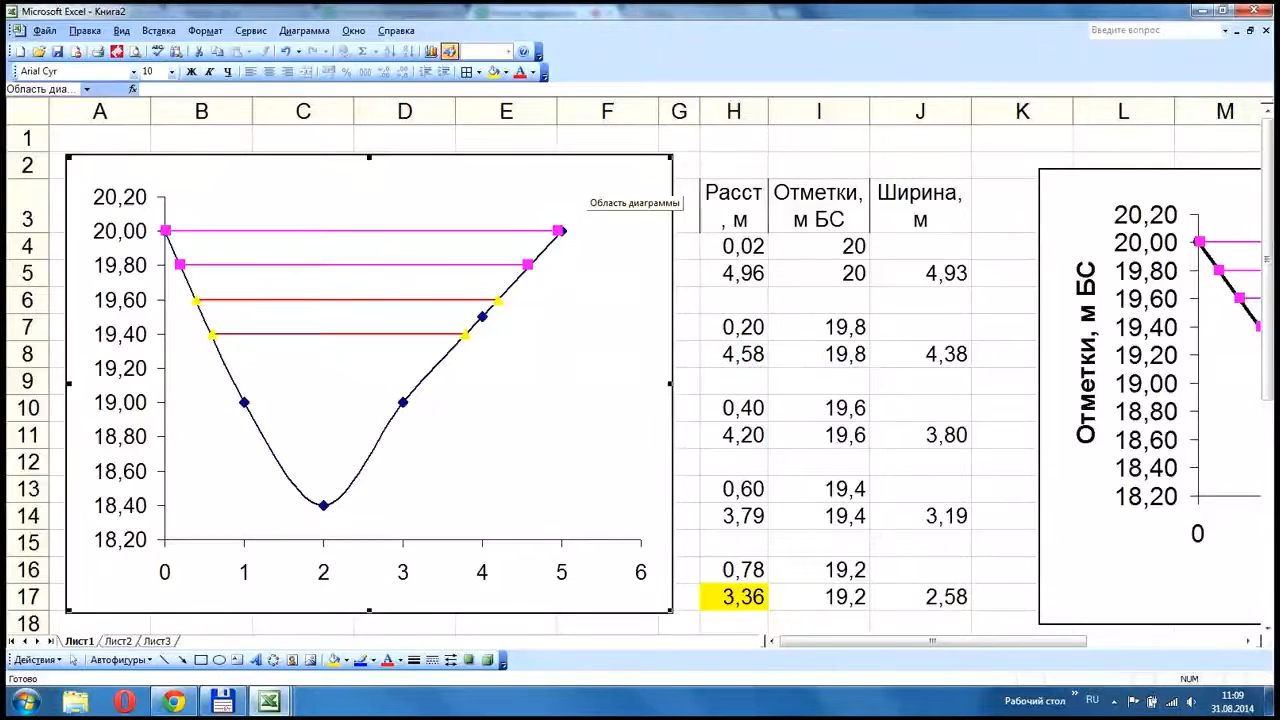 Microsoft Excel - Книга2
Файл Правка Вид Вставка Формат Сервис Диаграмма Окно Справка
Введите вопрос
Arial Cyr 10 Ж К Ч
Область диа... fx
A B C D E F G H I J K L M
1
2
3
4
5
6
7
8
9
10
11
12
13
14
15
16
17
18
20,20
20,00
19,80
19,60
19,40
19,20
19,00
18,80
18,60
18,40
18,20
0 1 2 3 4 5 6
Область диаграммы
Расст , м Отметки, м БС Ширина, м
0,02 20
4,96 20 4,93
0,20 19,8
4,58 19,8 4,38
0,40 19,6
4,20 19,6 3,80
0,60 19,4
3,79 19,4 3,19
0,78 19,2
3,36 19,2 2,58
Отметки, м БС
20,20
20,00
19,80
19,60
19,40
19,20
19,00
18,80
18,60
18,40
18,20
0
Лист1 Лист2 Лист3
Действия Автофигуры
Готово
NUM
Рабочий стол » RU 11:09
31.08.2014